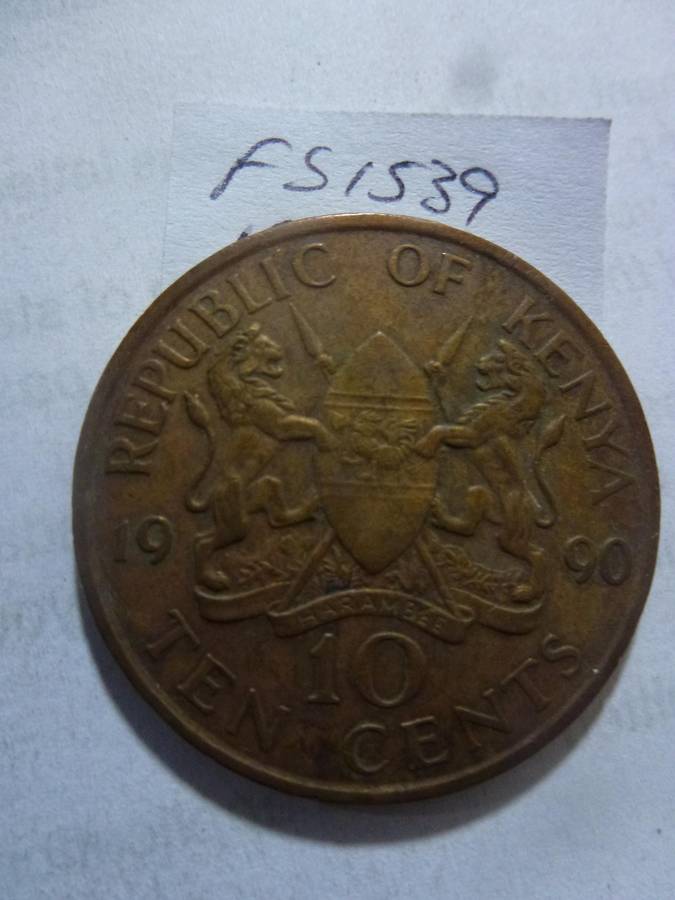 FS1539
REPUBLIC OF KENYA
19 90
HARAMBEE
10
TEN CENTS